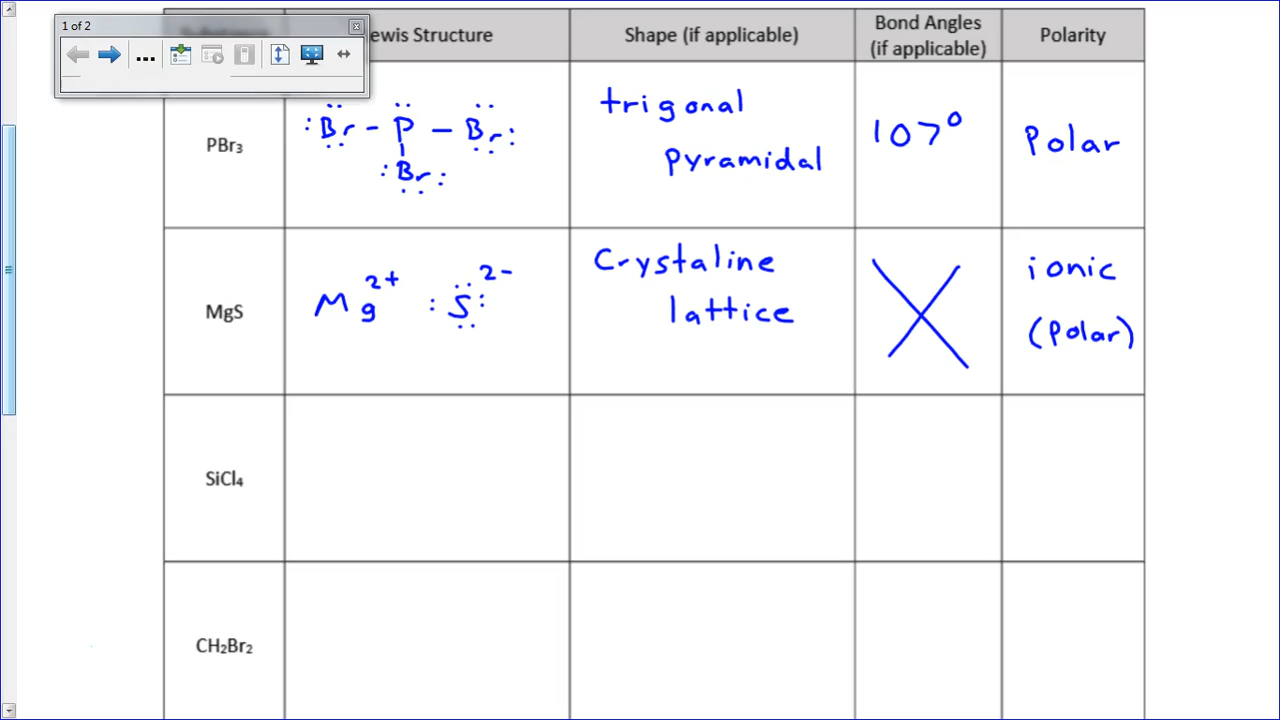 1 of 2
ewis Structure
Shape (if applicable)
Bond Angles
(if applicable)
Polarity
PBr₃
:Br - P - Br:
:Br:
trigonal
pyramidal
107°
Polar
MgS
Mg²⁺ :S:²⁻
Crystaline
lattice
ionic
(Polar)
SiCl₄
CH₂Br₂